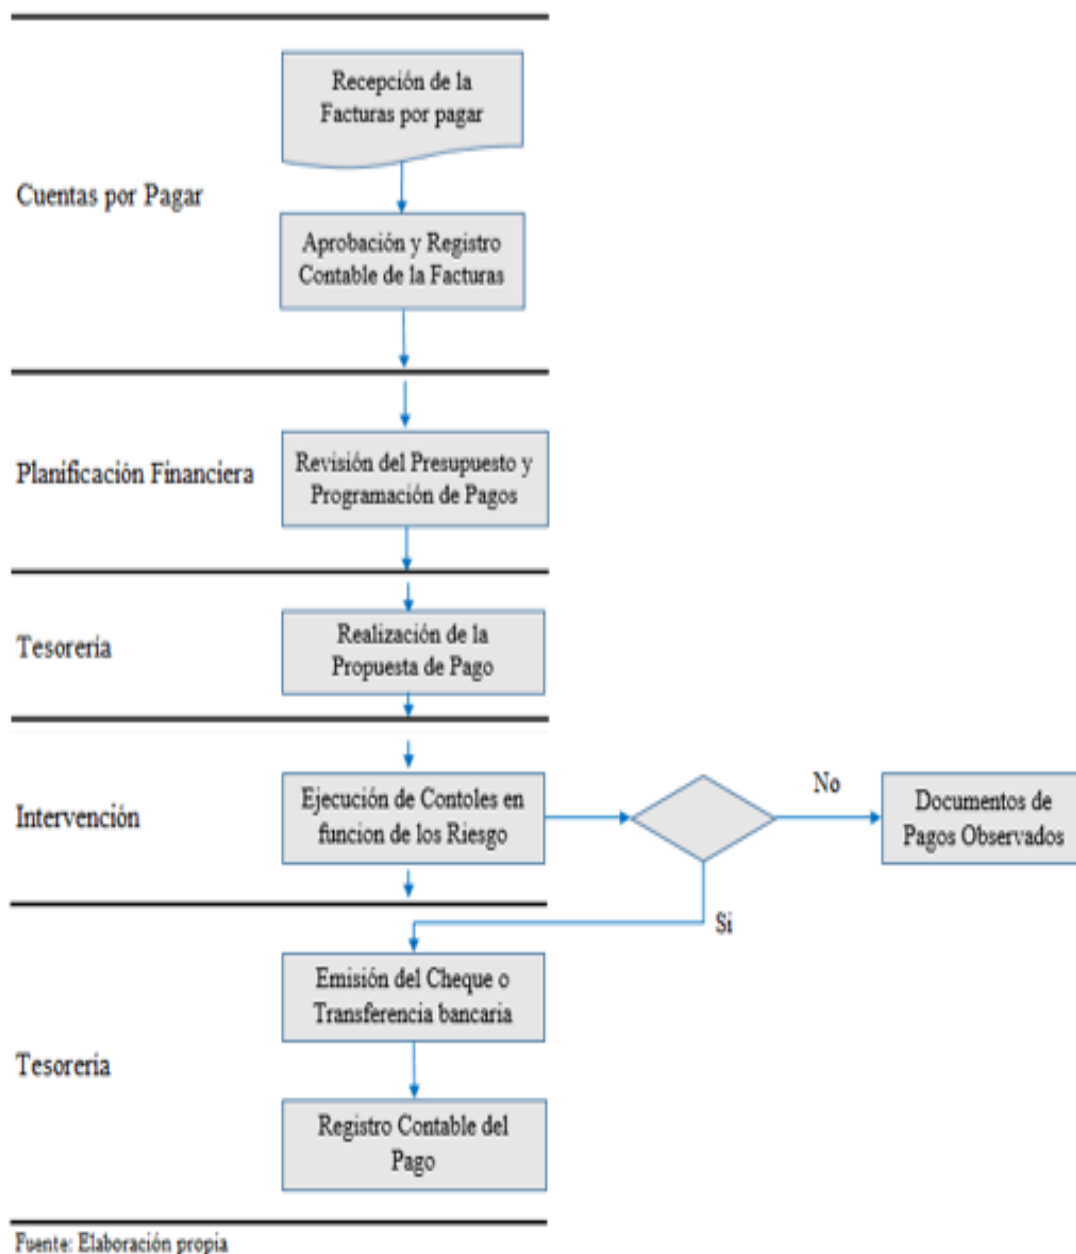 Recepción de la
Facturas por pagar
Cuentas por Pagar
Aprobación y Registro
Contable de la Facturas
Planificación Financiera
Revisión del Presupuesto y
Programación de Pagos
Tesorería
Realización de la
Propuesta de Pago
Intervención
Ejecución de Contoles en
funcion de los Riesgo
No
Documentos de
Pagos Observados
Si
Emisión del Cheque o
Transferencia bancaria
Tesorería
Registro Contable del
Pago
Fuente: Elaboración propia